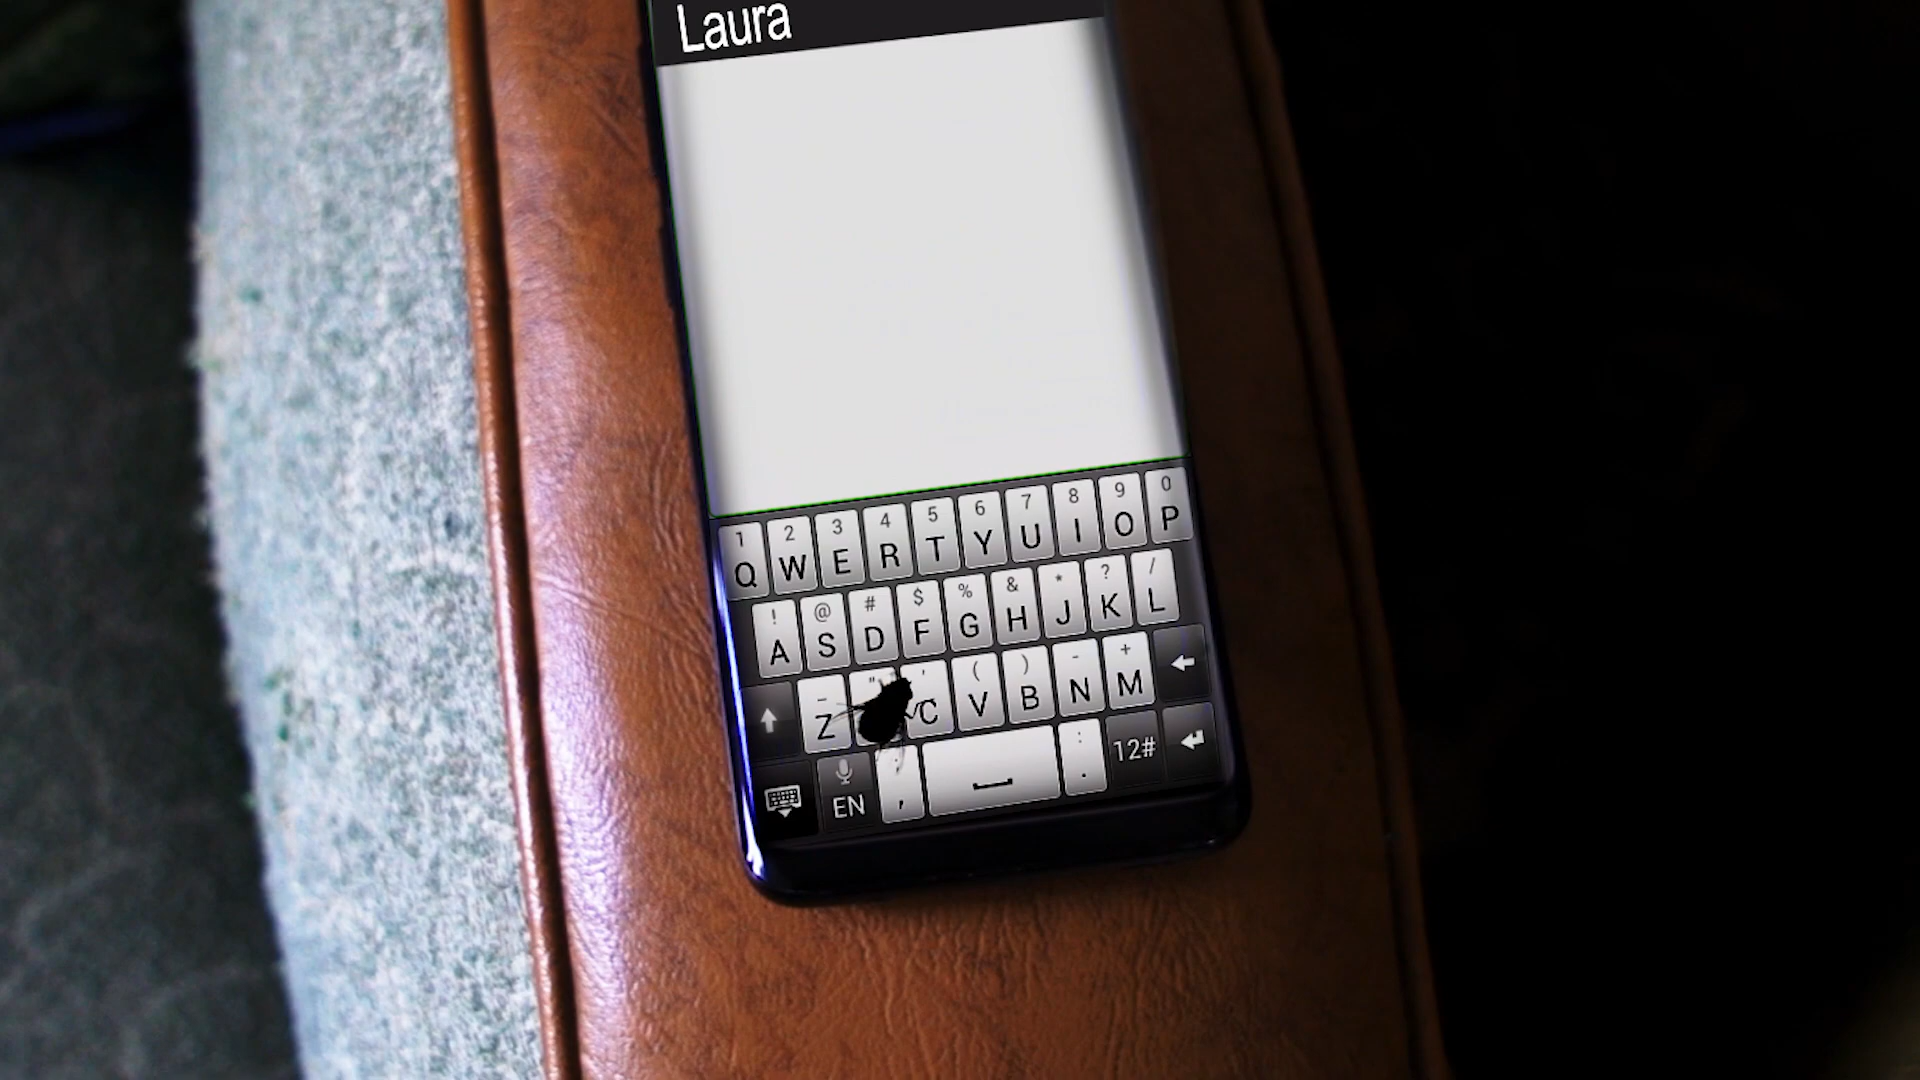 Laura
1 2 3 4 5 6 7 8 9 0
Q W E R T Y U I O P
! @ # $ % & * ? /
A S D F G H J K L
_ " ' ( ) - +
Z C V B N M
; :
EN , . 12#